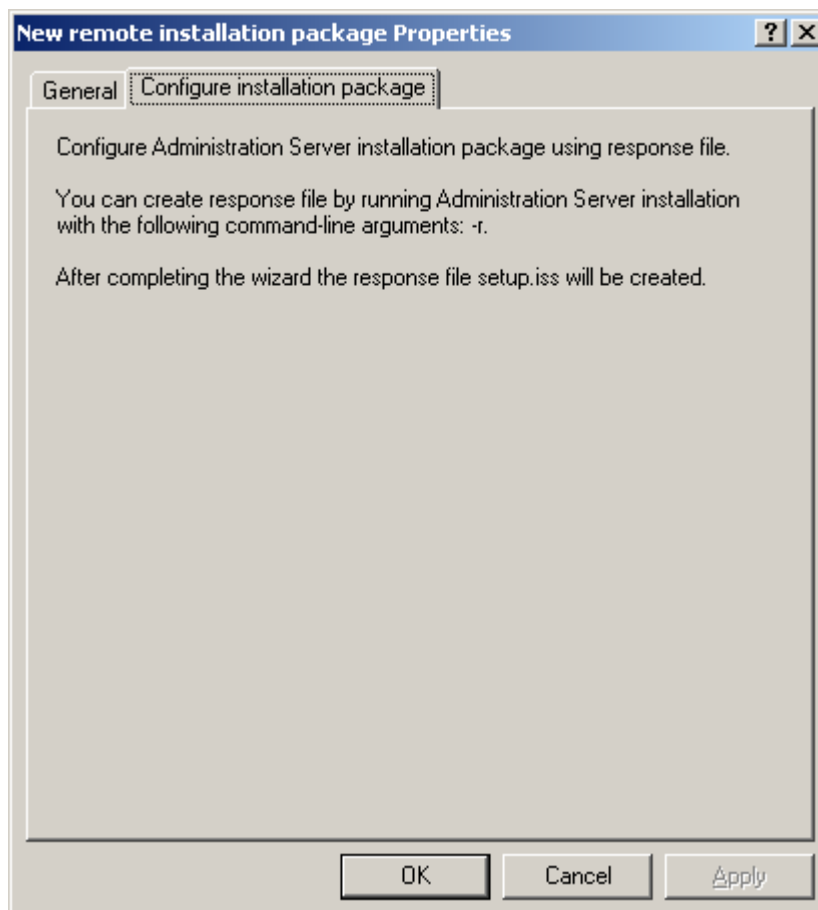 New remote installation package Properties
General
Configure installation package
Configure Administration Server installation package using response file.
You can create response file by running Administration Server installation
with the following command-line arguments: -r.
After completing the wizard the response file setup.iss will be created.
OK
Cancel
Apply